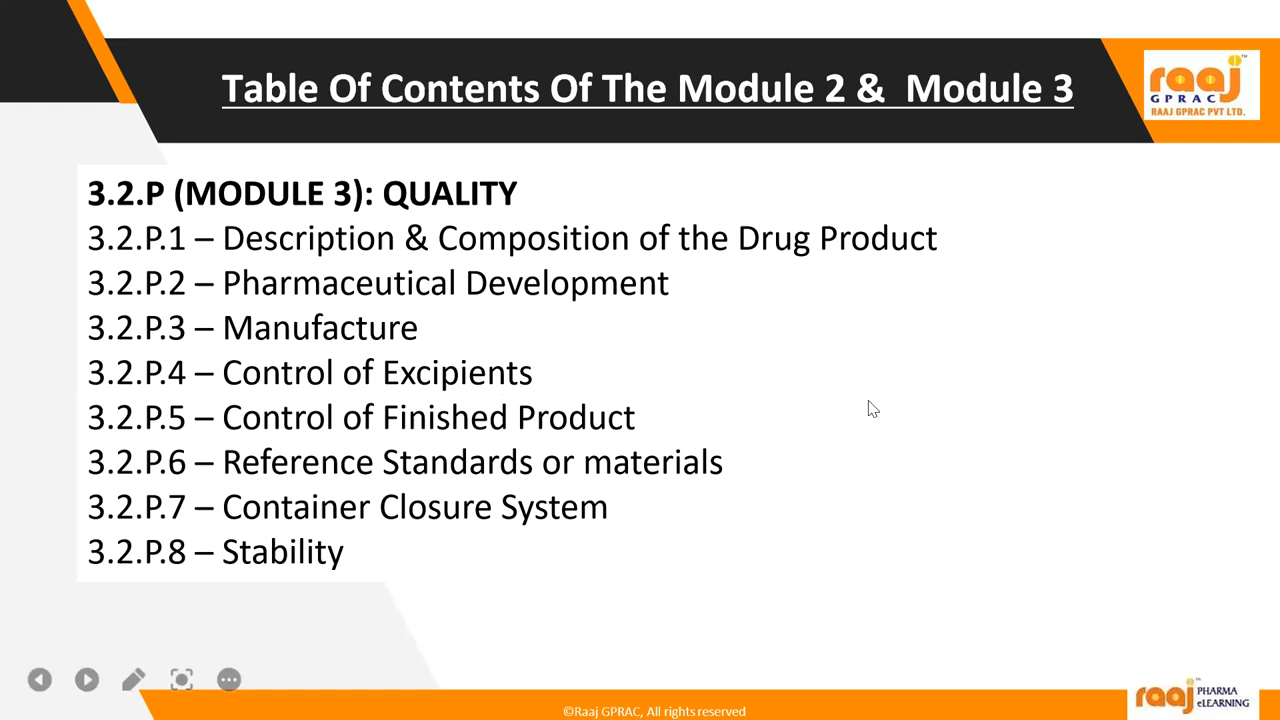 Table Of Contents Of The Module 2 & Module 3
raaj™
GPRAC
RAAJ GPRAC PVT LTD.
3.2.P (MODULE 3): QUALITY
3.2.P.1 – Description & Composition of the Drug Product
3.2.P.2 – Pharmaceutical Development
3.2.P.3 – Manufacture
3.2.P.4 – Control of Excipients
3.2.P.5 – Control of Finished Product
3.2.P.6 – Reference Standards or materials
3.2.P.7 – Container Closure System
3.2.P.8 – Stability
©Raaj GPRAC, All rights reserved
raaj™ PHARMA
eLEARNING